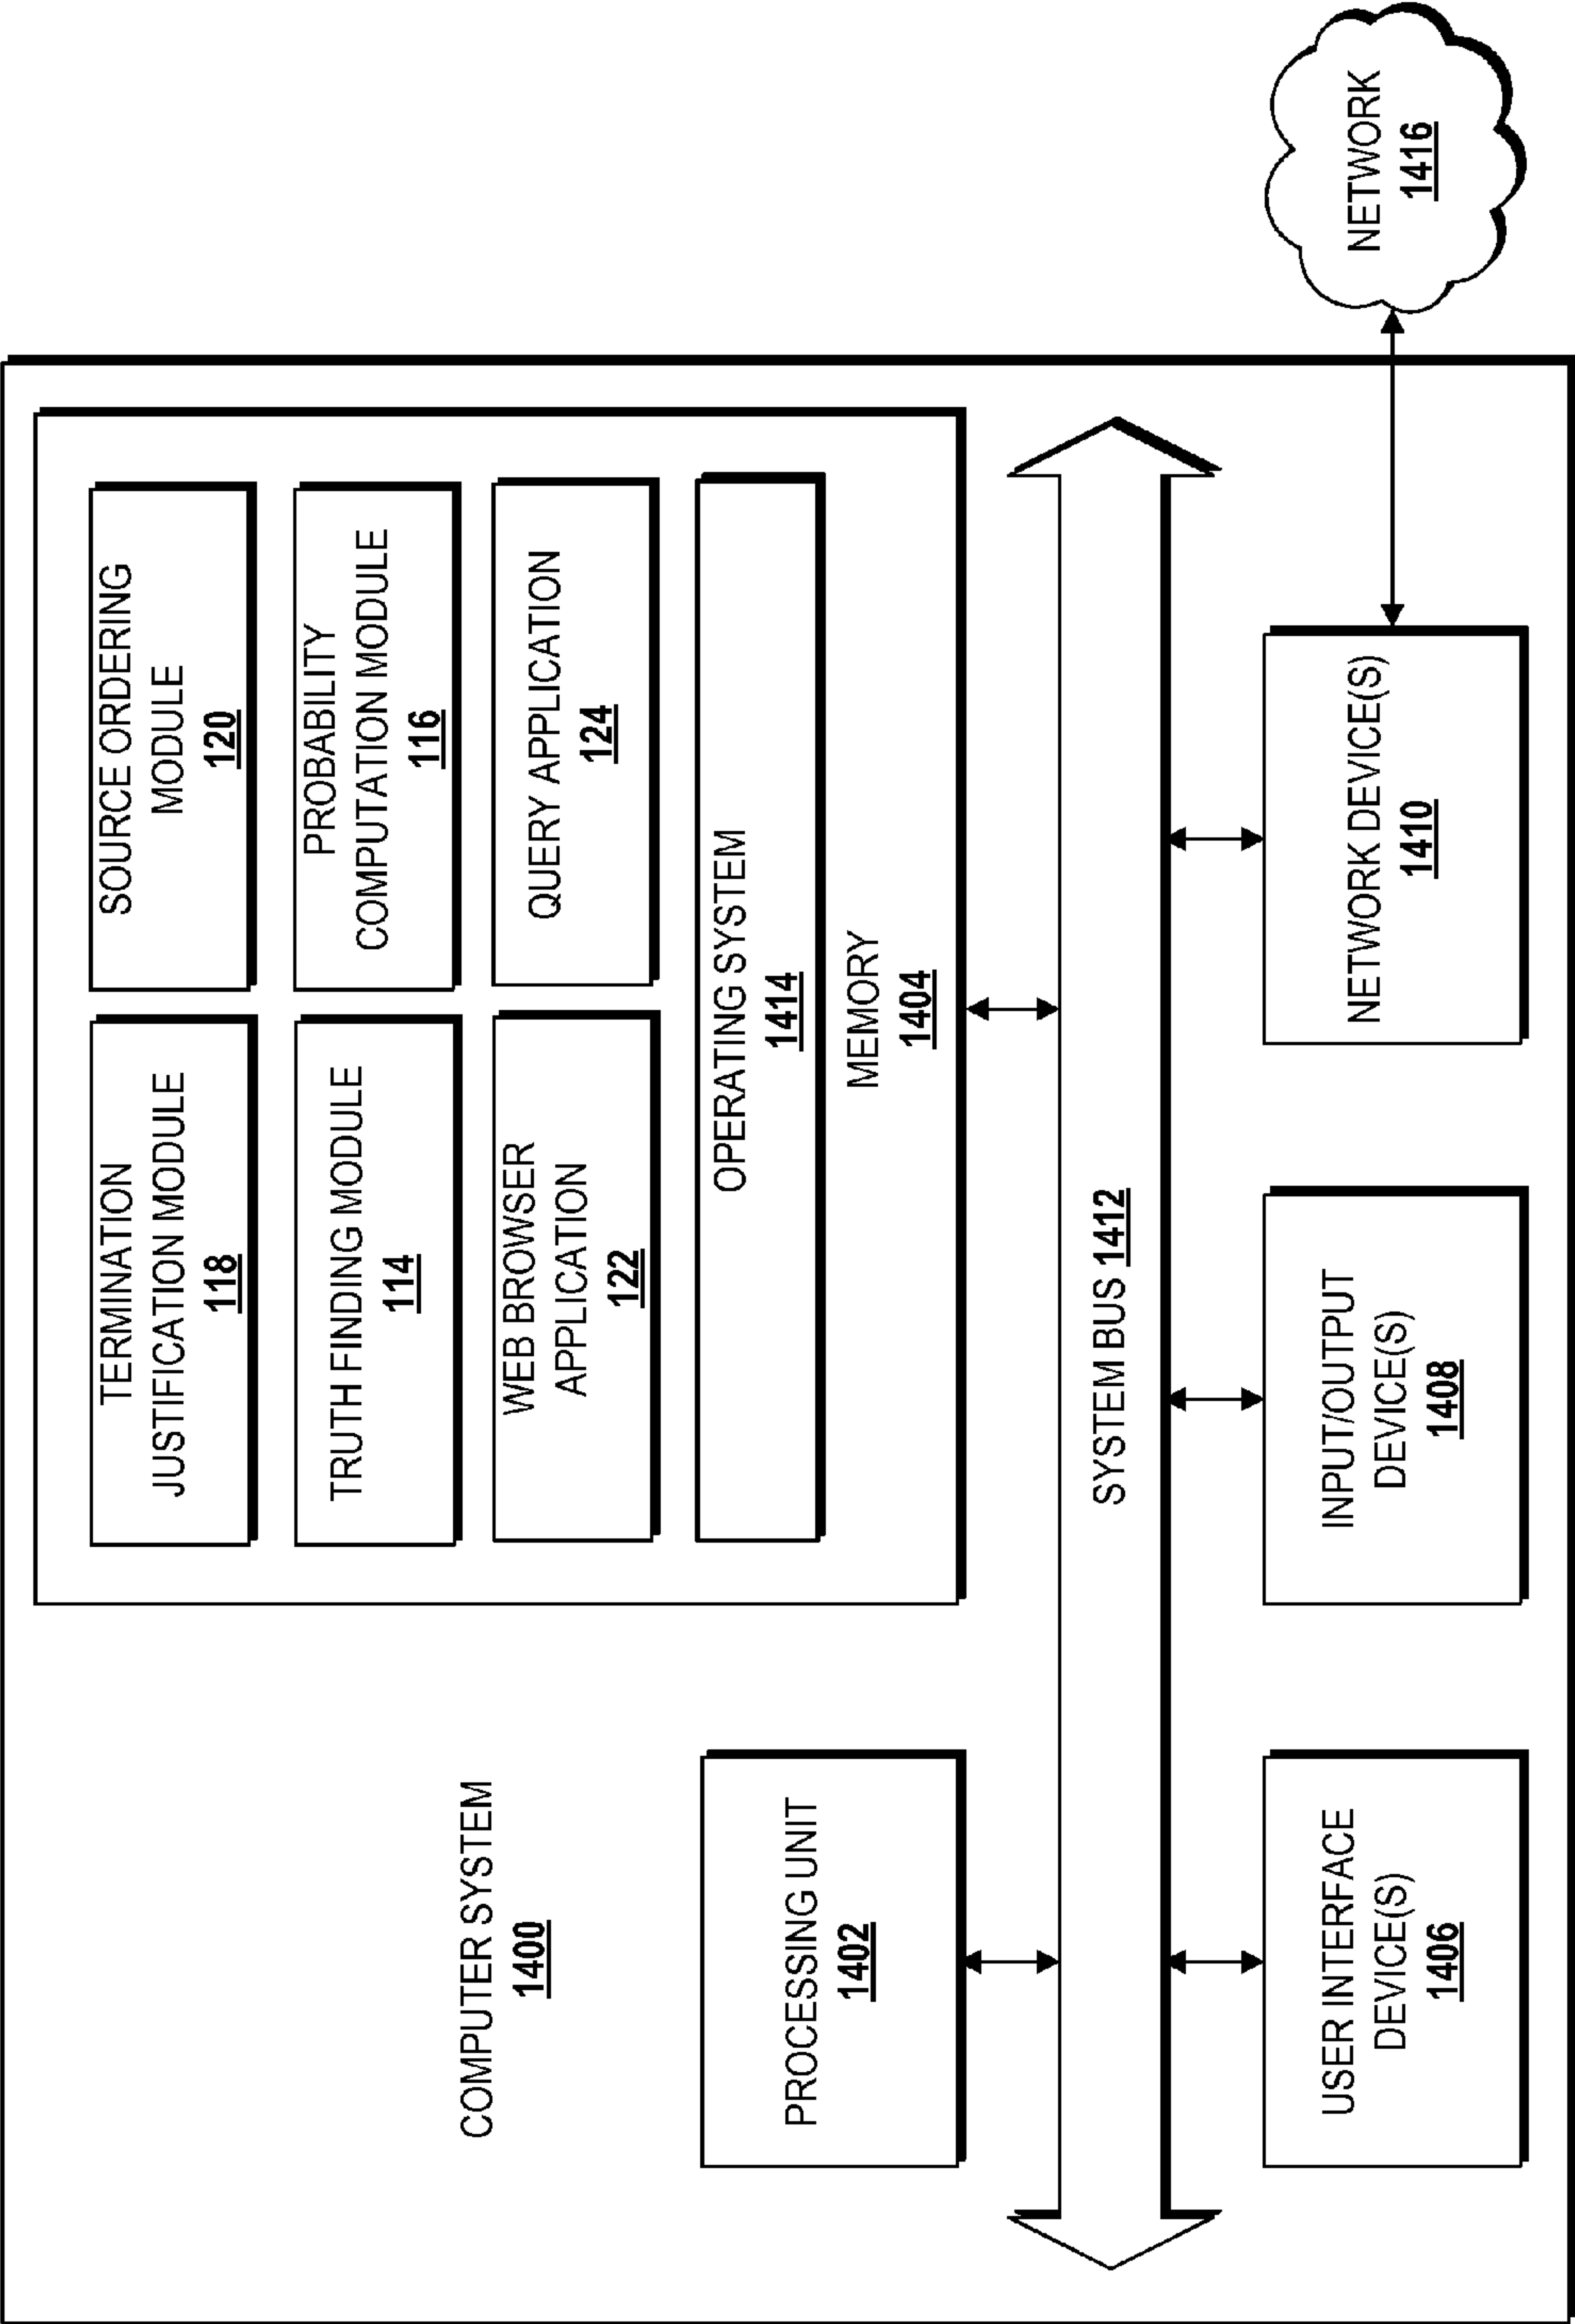 TERMINATION
JUSTIFICATION MODULE
118
SOURCE ORDERING
MODULE
120
TRUTH FINDING MODULE
114
PROBABILITY
COMPUTATION MODULE
116
WEB BROWSER
APPLICATION
122
QUERY APPLICATION
124
COMPUTER SYSTEM
1400
OPERATING SYSTEM
1414
PROCESSING UNIT
1402
MEMORY
1404
SYSTEM BUS 1412
USER INTERFACE
DEVICE(S)
1406
INPUT/OUTPUT
DEVICE(S)
1408
NETWORK DEVICE(S)
1410
NETWORK
1416